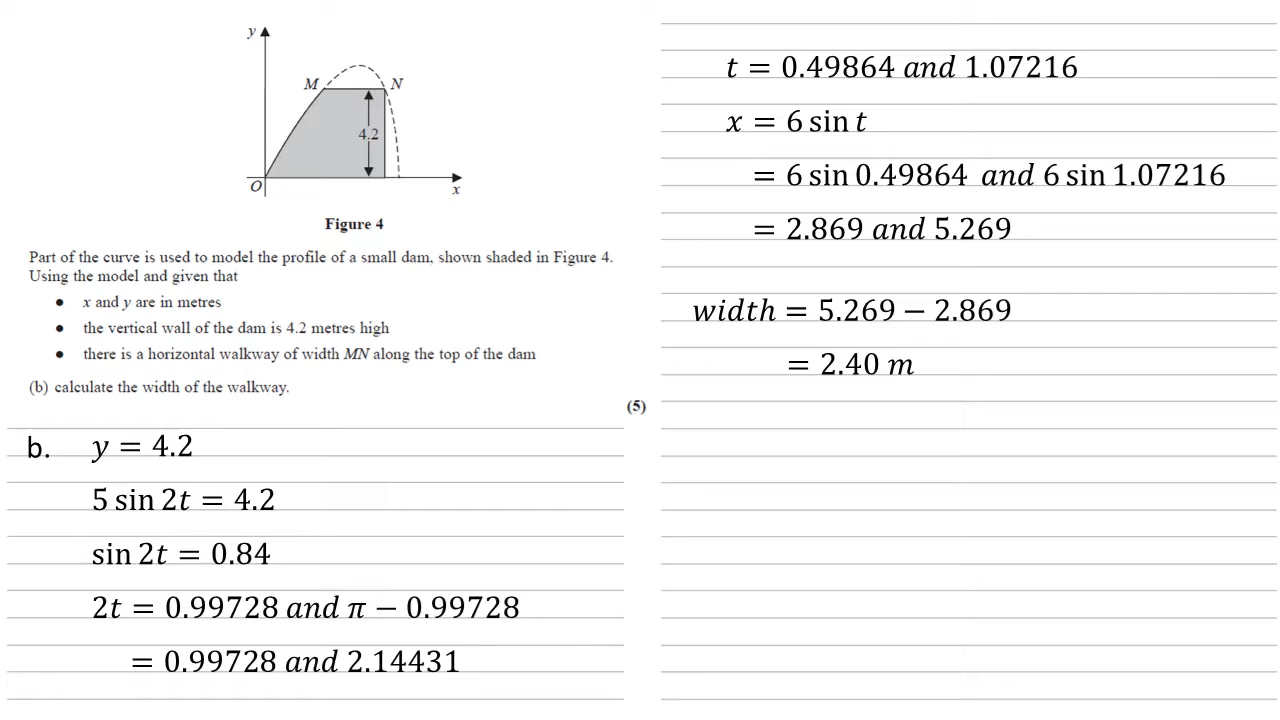 y
M
N
4.2
O
x
Figure 4
Part of the curve is used to model the profile of a small dam, shown shaded in Figure 4.
Using the model and given that
• x and y are in metres
• the vertical wall of the dam is 4.2 metres high
• there is a horizontal walkway of width MN along the top of the dam
(b) calculate the width of the walkway.
(5)
b. y = 4.2
5 sin 2t = 4.2
sin 2t = 0.84
2t = 0.99728 and π − 0.99728
= 0.99728 and 2.14431
t = 0.49864 and 1.07216
x = 6 sin t
= 6 sin 0.49864 and 6 sin 1.07216
= 2.869 and 5.269
width = 5.269 − 2.869
= 2.40 m